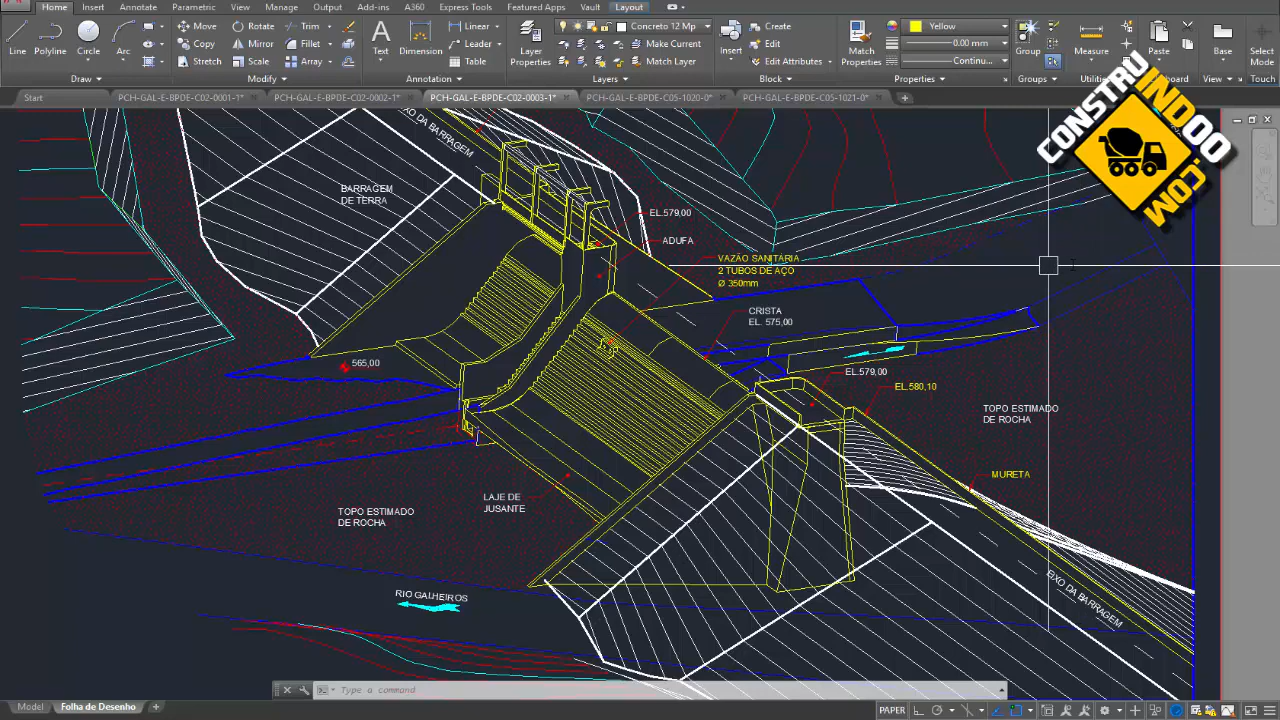 Home Insert Annotate Parametric View Manage Output Add-ins A360 Express Tools Featured Apps Vault Layout
Line Polyline Circle Arc
Move Rotate Trim
Copy Mirror Fillet
Stretch Scale Array
Text Dimension
Linear
Leader
Table
Layer Properties
Concreto 12 Mp
Make Current
Match Layer
Insert
Create
Edit
Edit Attributes
Match Properties
Yellow
0.00 mm
Continu...
Group Measure Paste Base
Select Mode
Draw Modify Annotation Layers Block Properties Groups Utilities View Touch
Start PCH-GAL-E-BPDE-C02-0001-1* PCH-GAL-E-BPDE-C02-0002-1* PCH-GAL-E-BPDE-C02-0003-1* PCH-GAL-E-BPDE-C05-1020-0* PCH-GAL-E-BPDE-C05-1021-0*
CONSTRUINDOO.COM
DA BARRAGEM
BARRAGEM
DE TERRA
EL.579,00
ADUFA
VAZÃO SANITÁRIA
2 TUBOS DE AÇO
Ø 350mm
CRISTA
EL. 575,00
565,00
EL.579,00
EL.580,10
TOPO ESTIMADO
DE ROCHA
MURETA
LAJE DE
JUSANTE
TOPO ESTIMADO
DE ROCHA
RIO GALHEIROS
EIXO DA BARRAGEM
Type a command
Model Folha de Desenho
PAPER